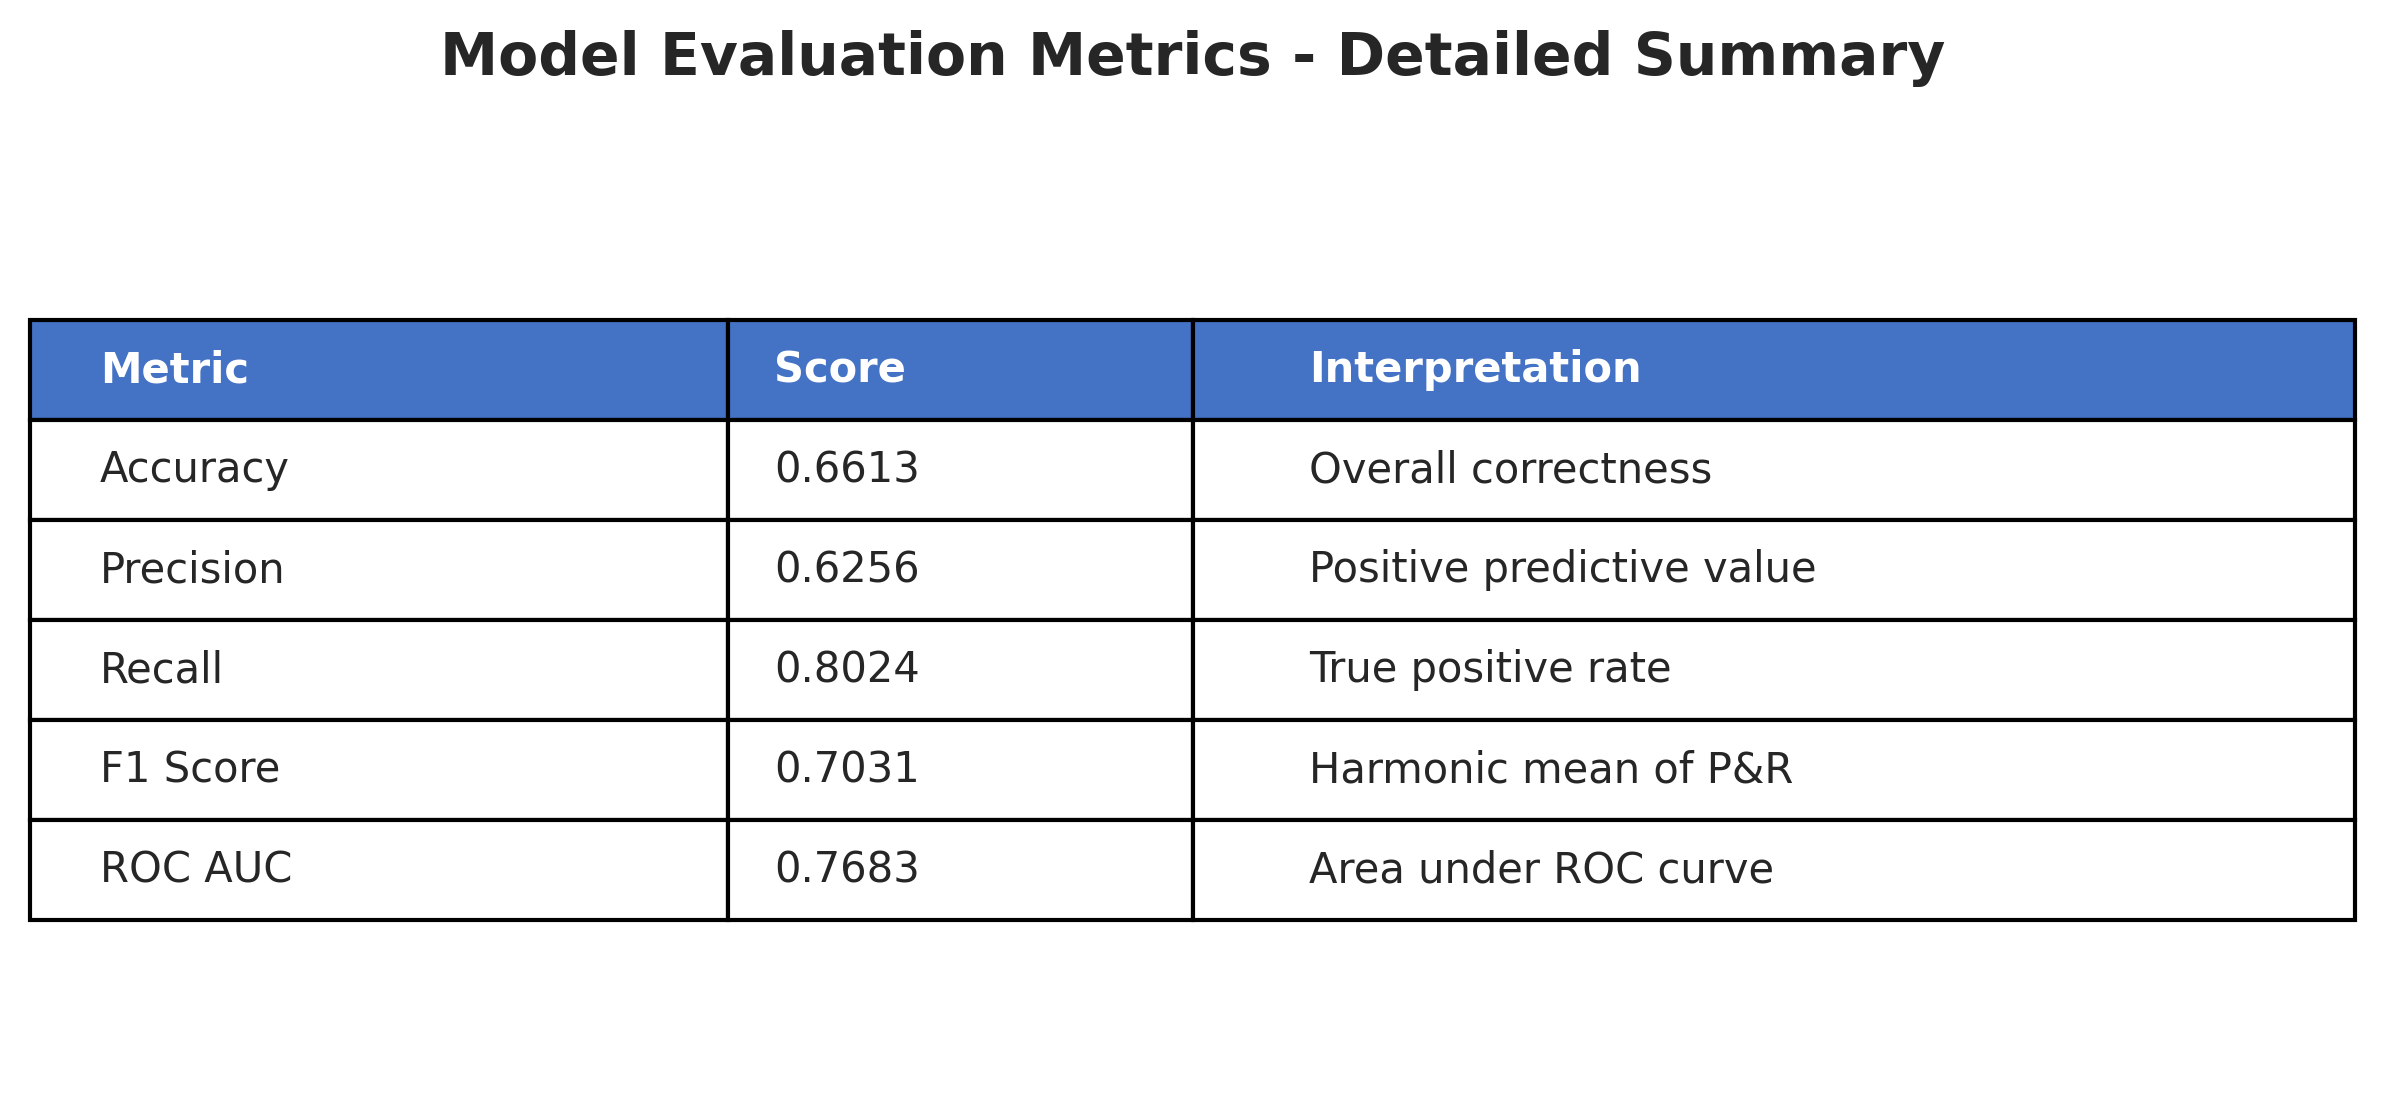 Model Evaluation Metrics - Detailed Summary
Metric Score Interpretation
Accuracy 0.6613 Overall correctness
Precision 0.6256 Positive predictive value
Recall 0.8024 True positive rate
F1 Score 0.7031 Harmonic mean of P&R
ROC AUC 0.7683 Area under ROC curve